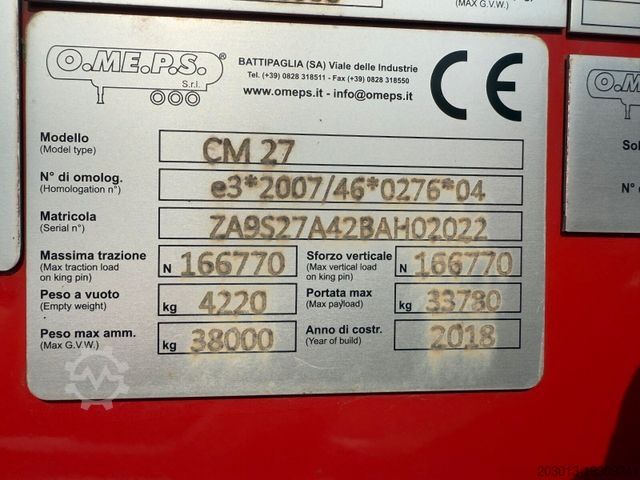 (MAX G.V.W.)
O.ME.P.S.®
S.r.l.
BATTIPAGLIA (SA) Viale delle Industrie
Tel. (+39) 0828 318511 - Fax (+39) 0828 318550
www.omeps.it - info@omeps.it
CE
Modello
(Model type)
CM 27
N° di omolog.
(Homologation n°)
e3*2007/46*0276*04
Matricola
(Serial n°)
ZA9S27A42BAH02022
Massima trazione
(Max traction load
on king pin)
N 166770
Sforzo verticale
(Max vertical load
on king pin)
N 166770
Peso a vuoto
(Empty weight)
kg 4220
Portata max
(Max payload)
kg 33780
Peso max amm.
(Max G.V.W.)
kg 38000
Anno di costr.
(Year of build)
2018
O.ME
Sol
N°